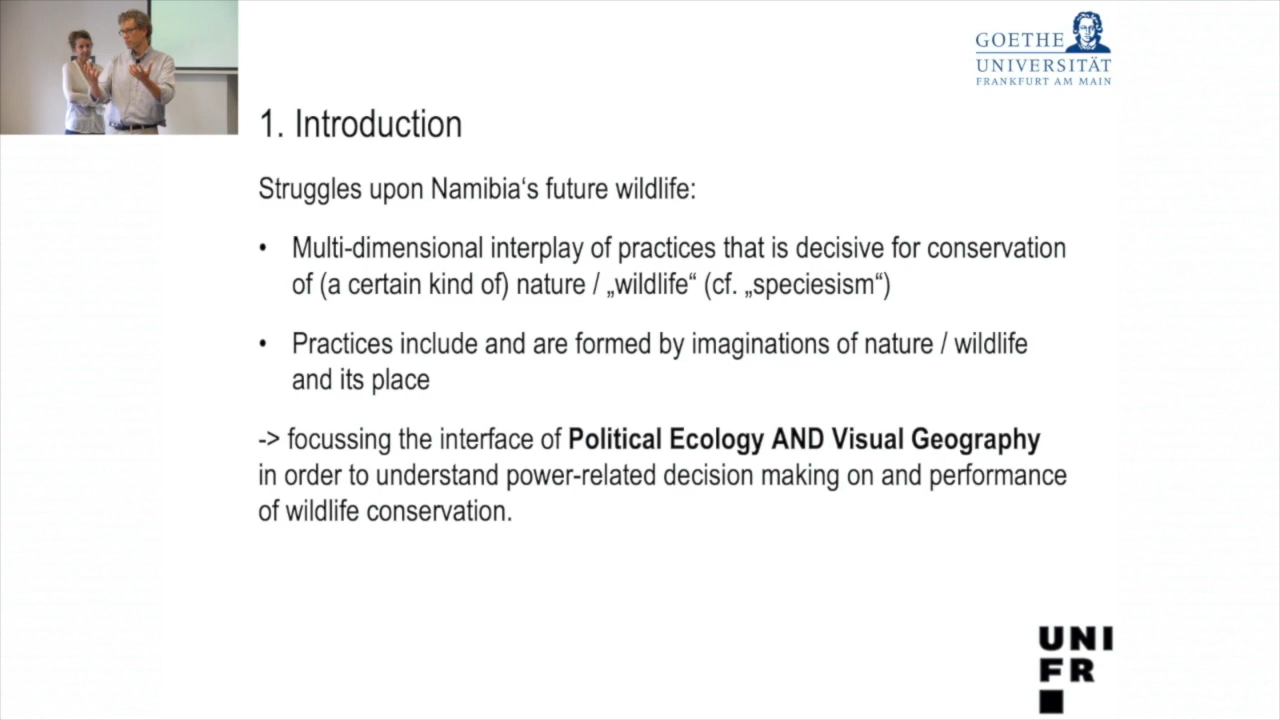 GOETHE
UNIVERSITÄT
FRANKFURT AM MAIN
1. Introduction
Struggles upon Namibia‘s future wildlife:
• Multi-dimensional interplay of practices that is decisive for conservation
of (a certain kind of) nature / „wildlife“ (cf. „speciesism“)
• Practices include and are formed by imaginations of nature / wildlife
and its place
-> focussing the interface of Political Ecology AND Visual Geography
in order to understand power-related decision making on and performance
of wildlife conservation.
UNI
FR